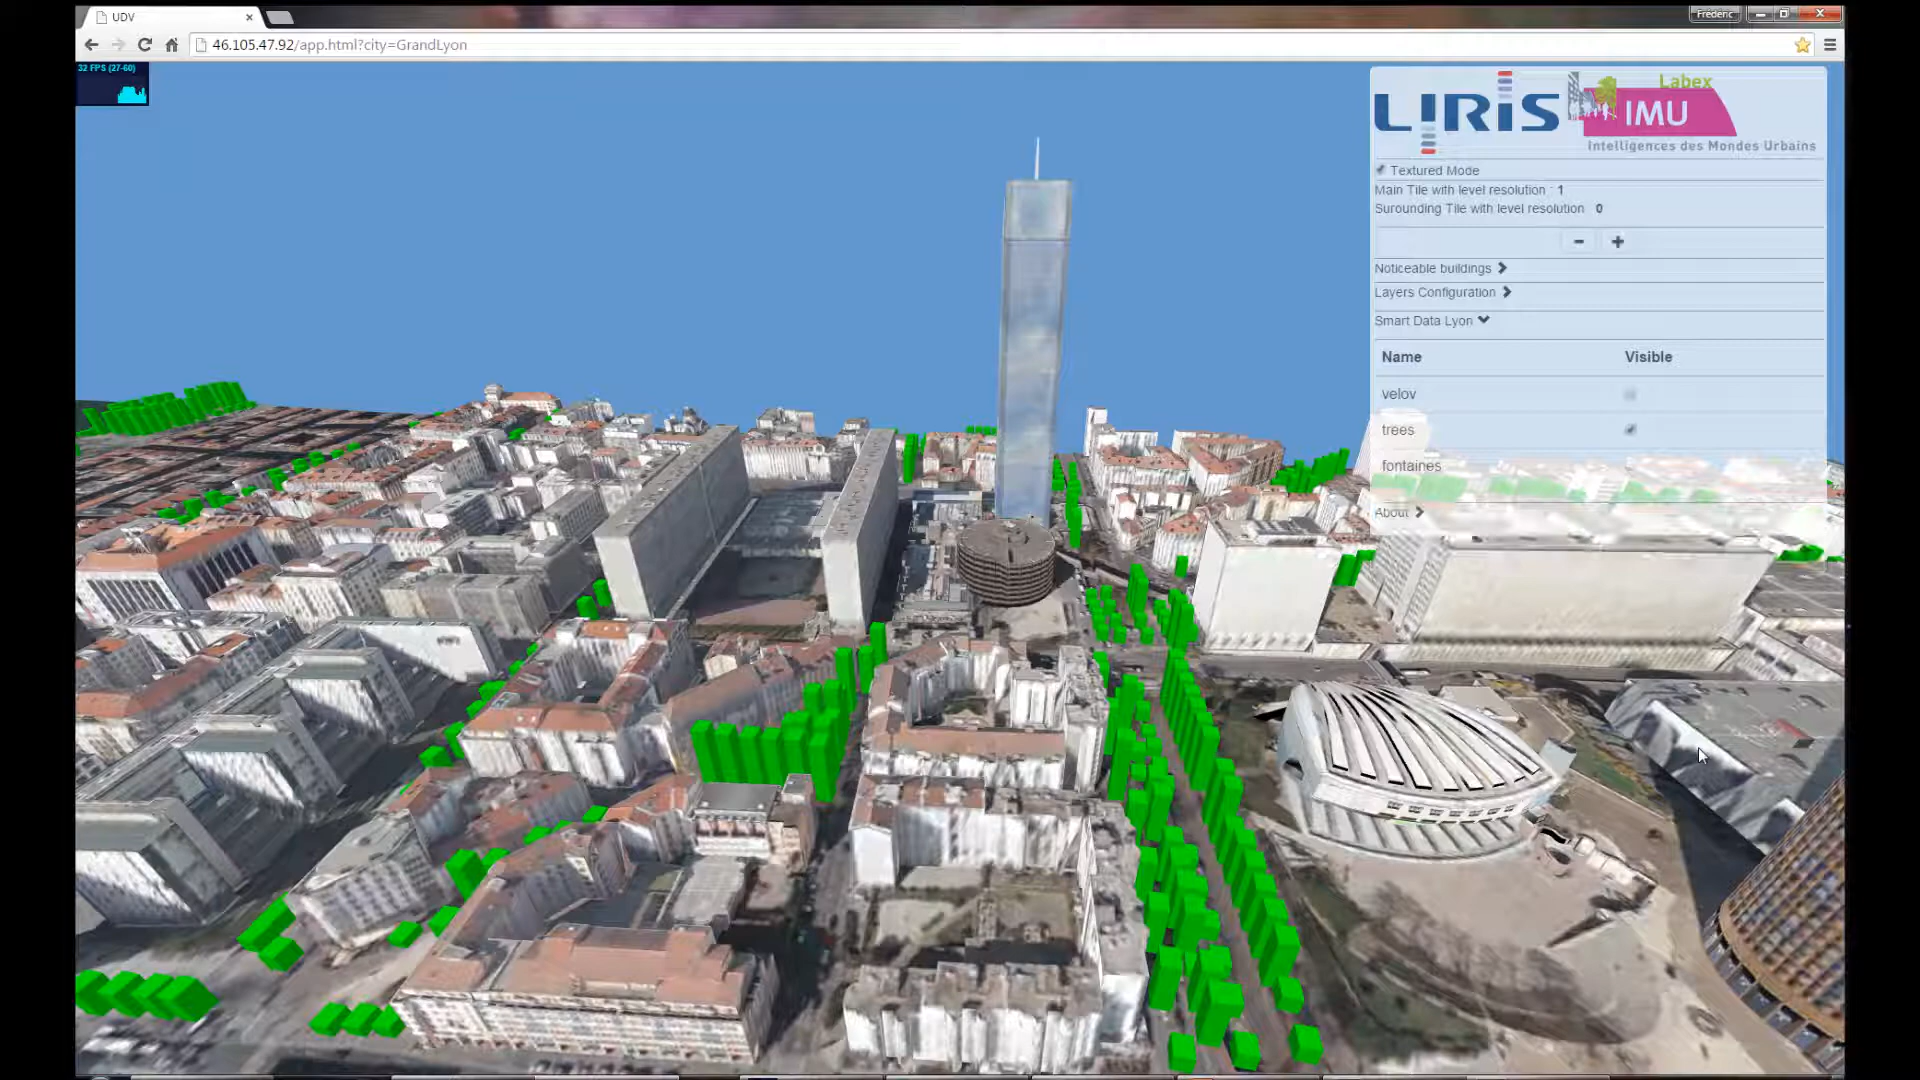 UDV
Frederic
46.105.47.92/app.html?city=GrandLyon
32 FPS (27-60)
LIRIS
Labex
IMU
Intelligences des Mondes Urbains
Textured Mode
Main Tile with level resolution : 1
Surounding Tile with level resolution 0
- +
Noticeable buildings
Layers Configuration
Smart Data Lyon
Name Visible
velov
trees
fontaines
About